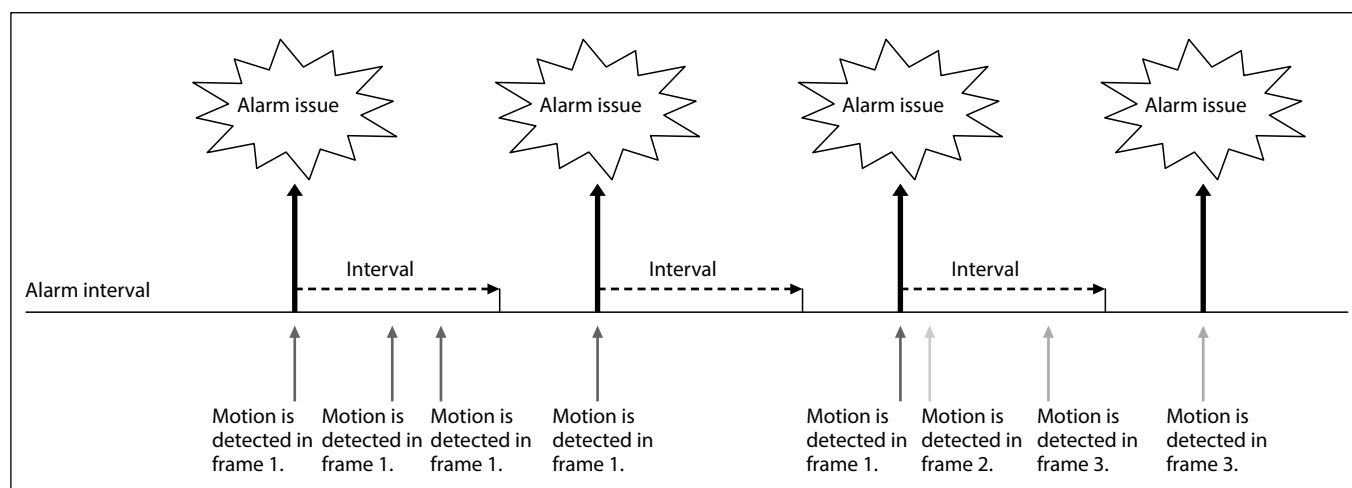 Alarm issue
Alarm issue
Alarm issue
Alarm issue
Interval
Interval
Interval
Alarm interval
Motion is
detected in
frame 1.
Motion is
detected in
frame 1.
Motion is
detected in
frame 1.
Motion is
detected in
frame 1.
Motion is
detected in
frame 1.
Motion is
detected in
frame 2.
Motion is
detected in
frame 3.
Motion is
detected in
frame 3.